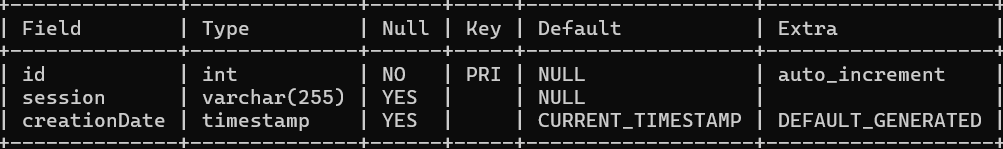 | Field | Type | Null | Key | Default | Extra |
| id | int | NO | PRI | NULL | auto_increment
| session | varchar(255) | YES | | NULL |
| creationDate | timestamp | YES | | CURRENT_TIMESTAMP | DEFAULT_GENERATED |